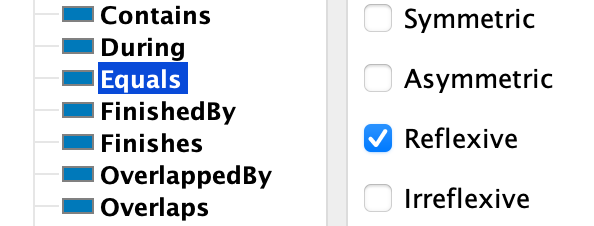 Contains
During
Equals
FinishedBy
Finishes
OverlappedBy
Overlaps
Symmetric
Asymmetric
Reflexive
Irreflexive